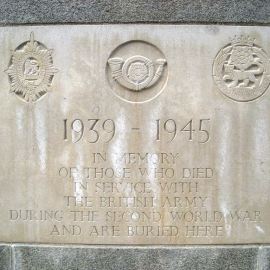 1939 - 1945
IN MEMORY
OF THOSE WHO DIED
IN SERVICE WITH
THE BRITISH ARMY
DURING THE SECOND WORLD WAR
AND ARE BURIED HERE